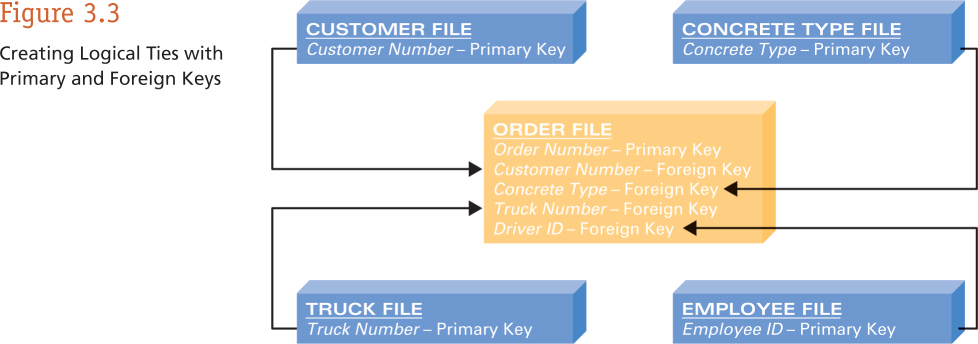 Figure 3.3
Creating Logical Ties with
Primary and Foreign Keys
CUSTOMER FILE
Customer Number – Primary Key
CONCRETE TYPE FILE
Concrete Type – Primary Key
ORDER FILE
Order Number – Primary Key
Customer Number – Foreign Key
Concrete Type – Foreign Key
Truck Number – Foreign Key
Driver ID – Foreign Key
TRUCK FILE
Truck Number – Primary Key
EMPLOYEE FILE
Employee ID – Primary Key